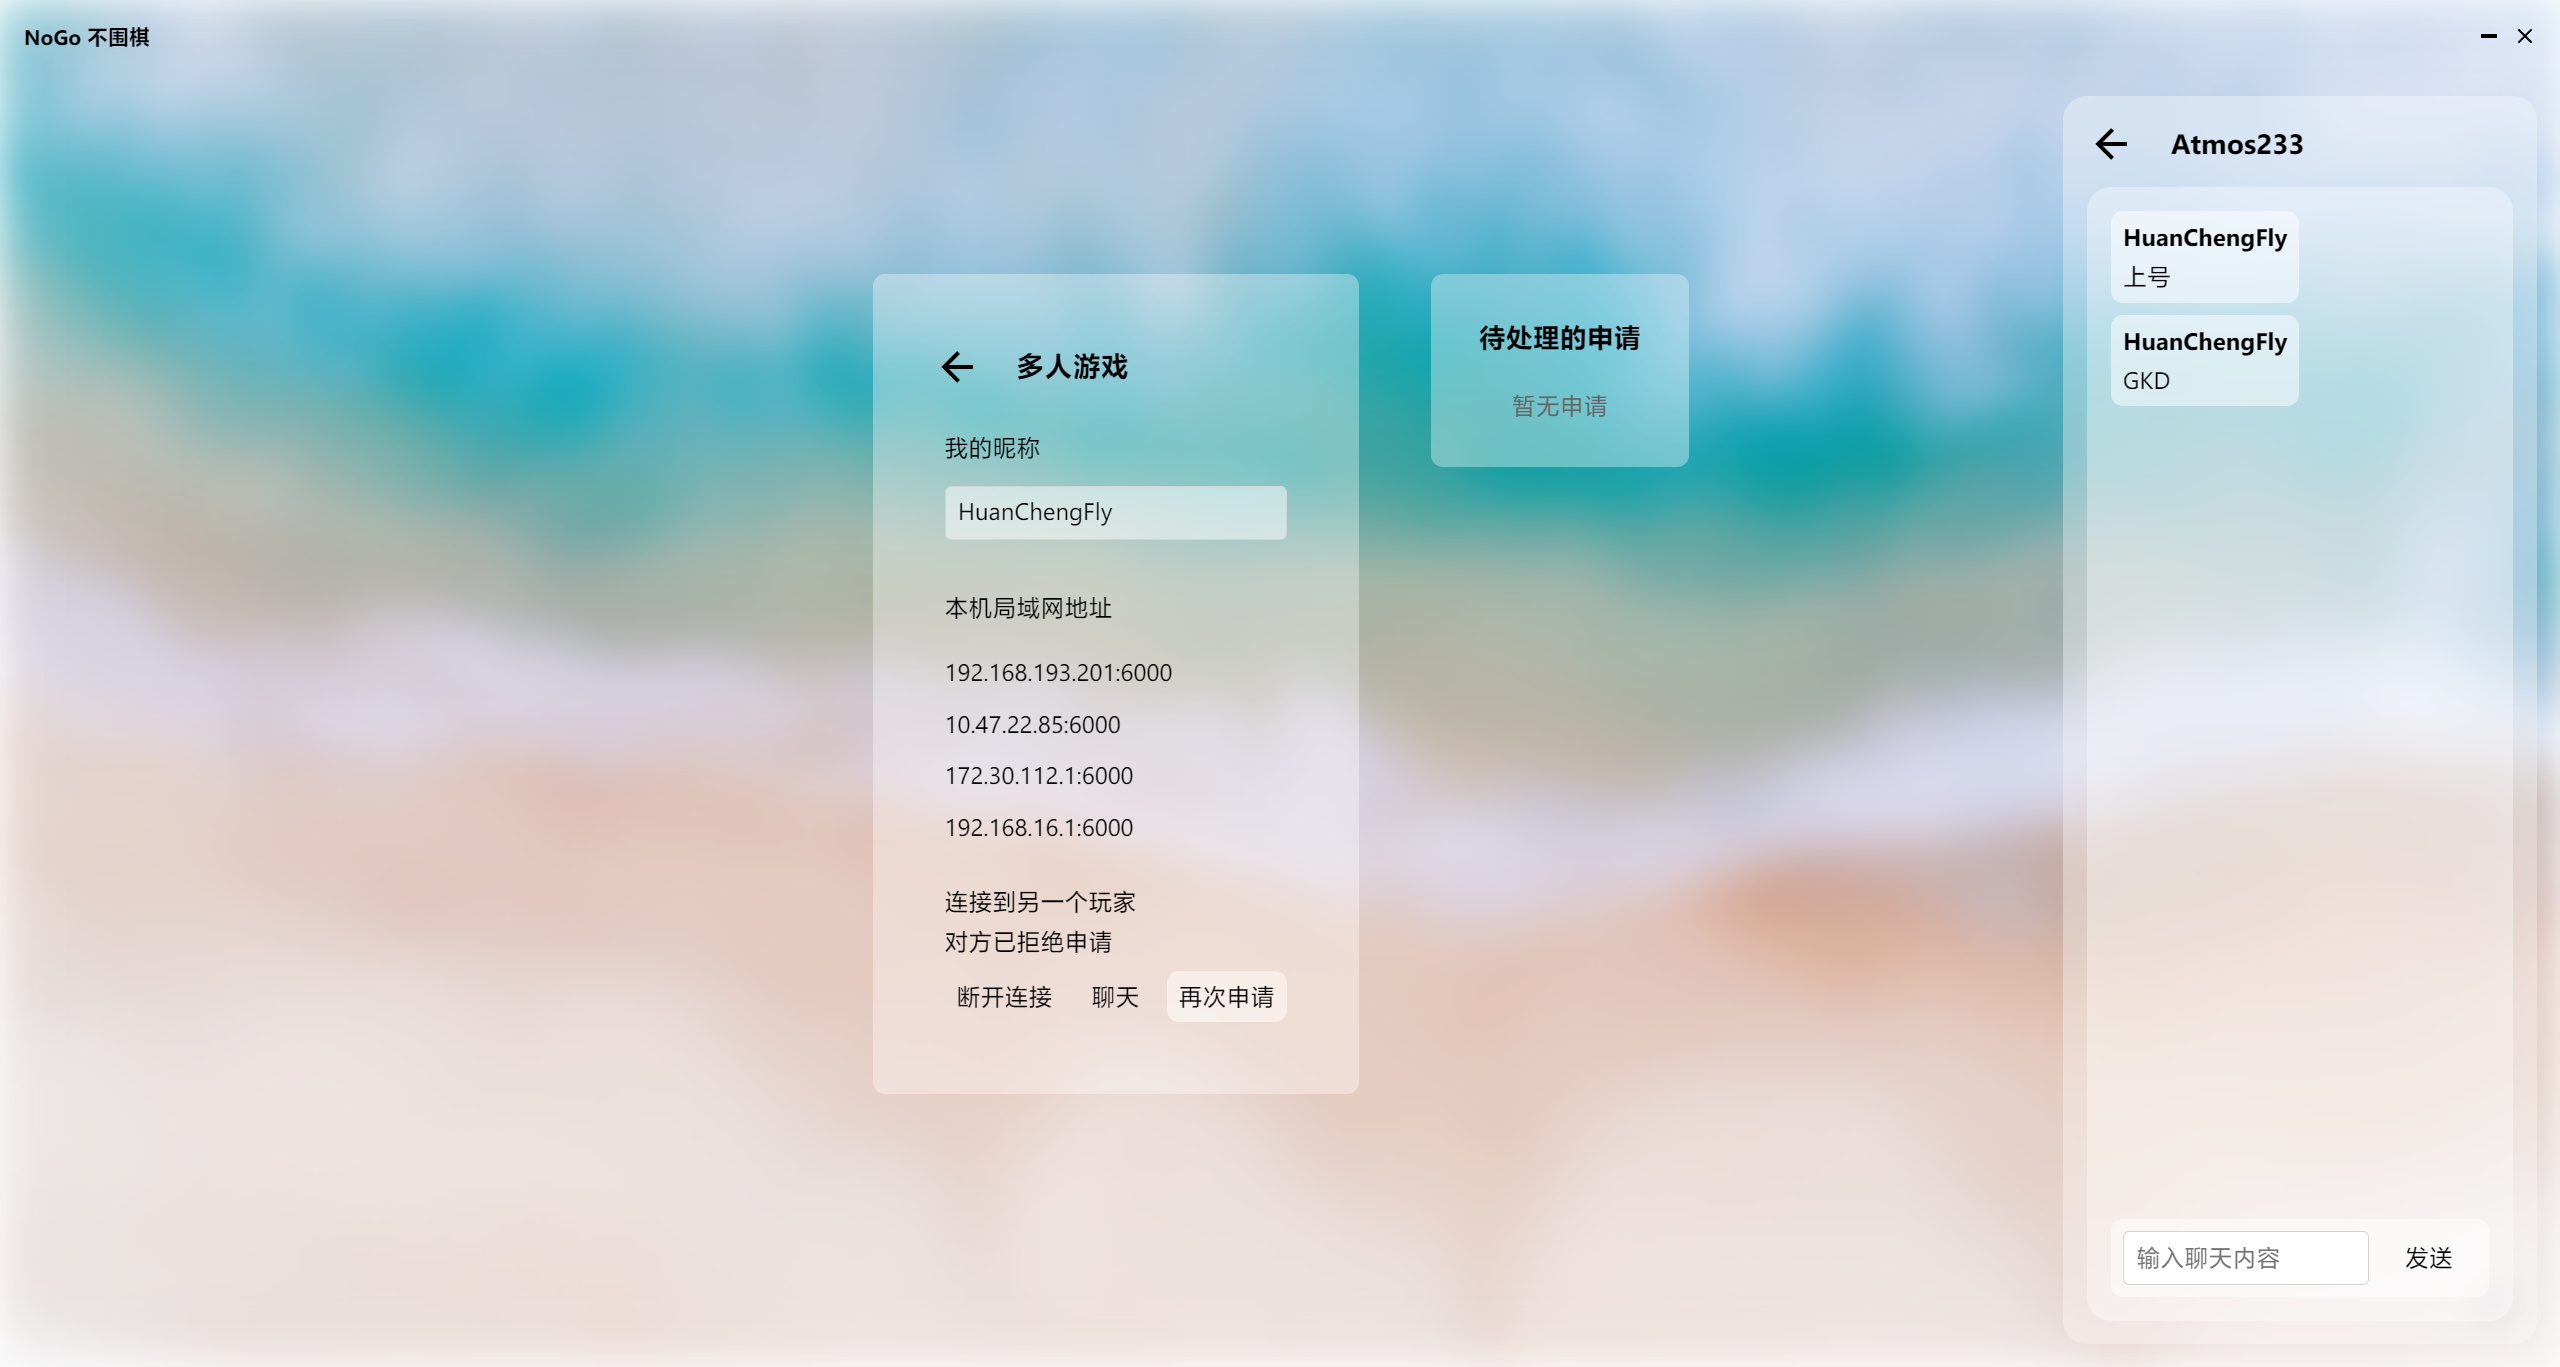 NoGo 不围棋
多人游戏
我的昵称
HuanChengFly
本机局域网地址
192.168.193.201:6000
10.47.22.85:6000
172.30.112.1:6000
192.168.16.1:6000
连接到另一个玩家
对方已拒绝申请
断开连接 聊天 再次申请
待处理的申请
暂无申请
Atmos233
HuanChengFly
上号
HuanChengFly
GKD
输入聊天内容 发送